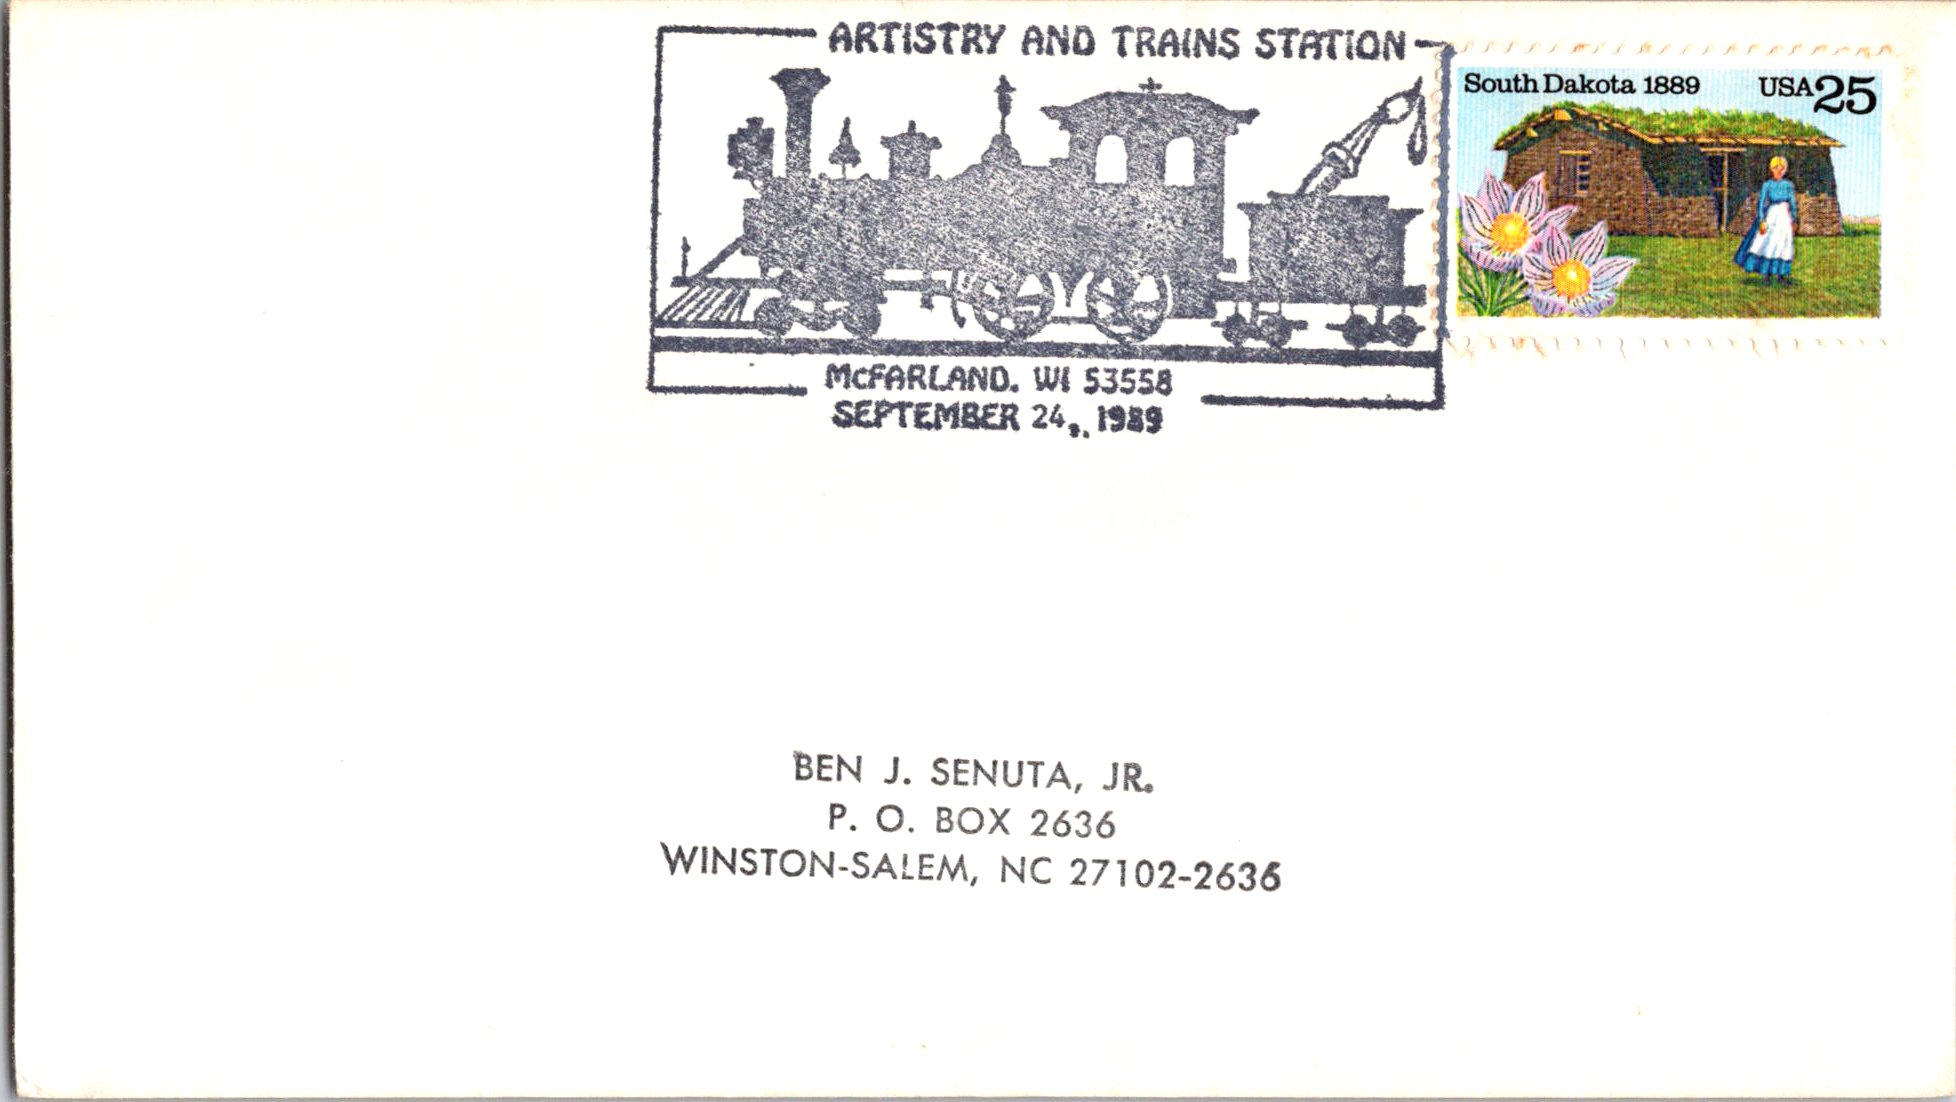 ARTISTRY AND TRAINS STATION
South Dakota 1889 USA25
McFARLAND. WI 53558
SEPTEMBER 24, 1989
BEN J. SENUTA, JR.
P. O. BOX 2636
WINSTON-SALEM, NC 27102-2636